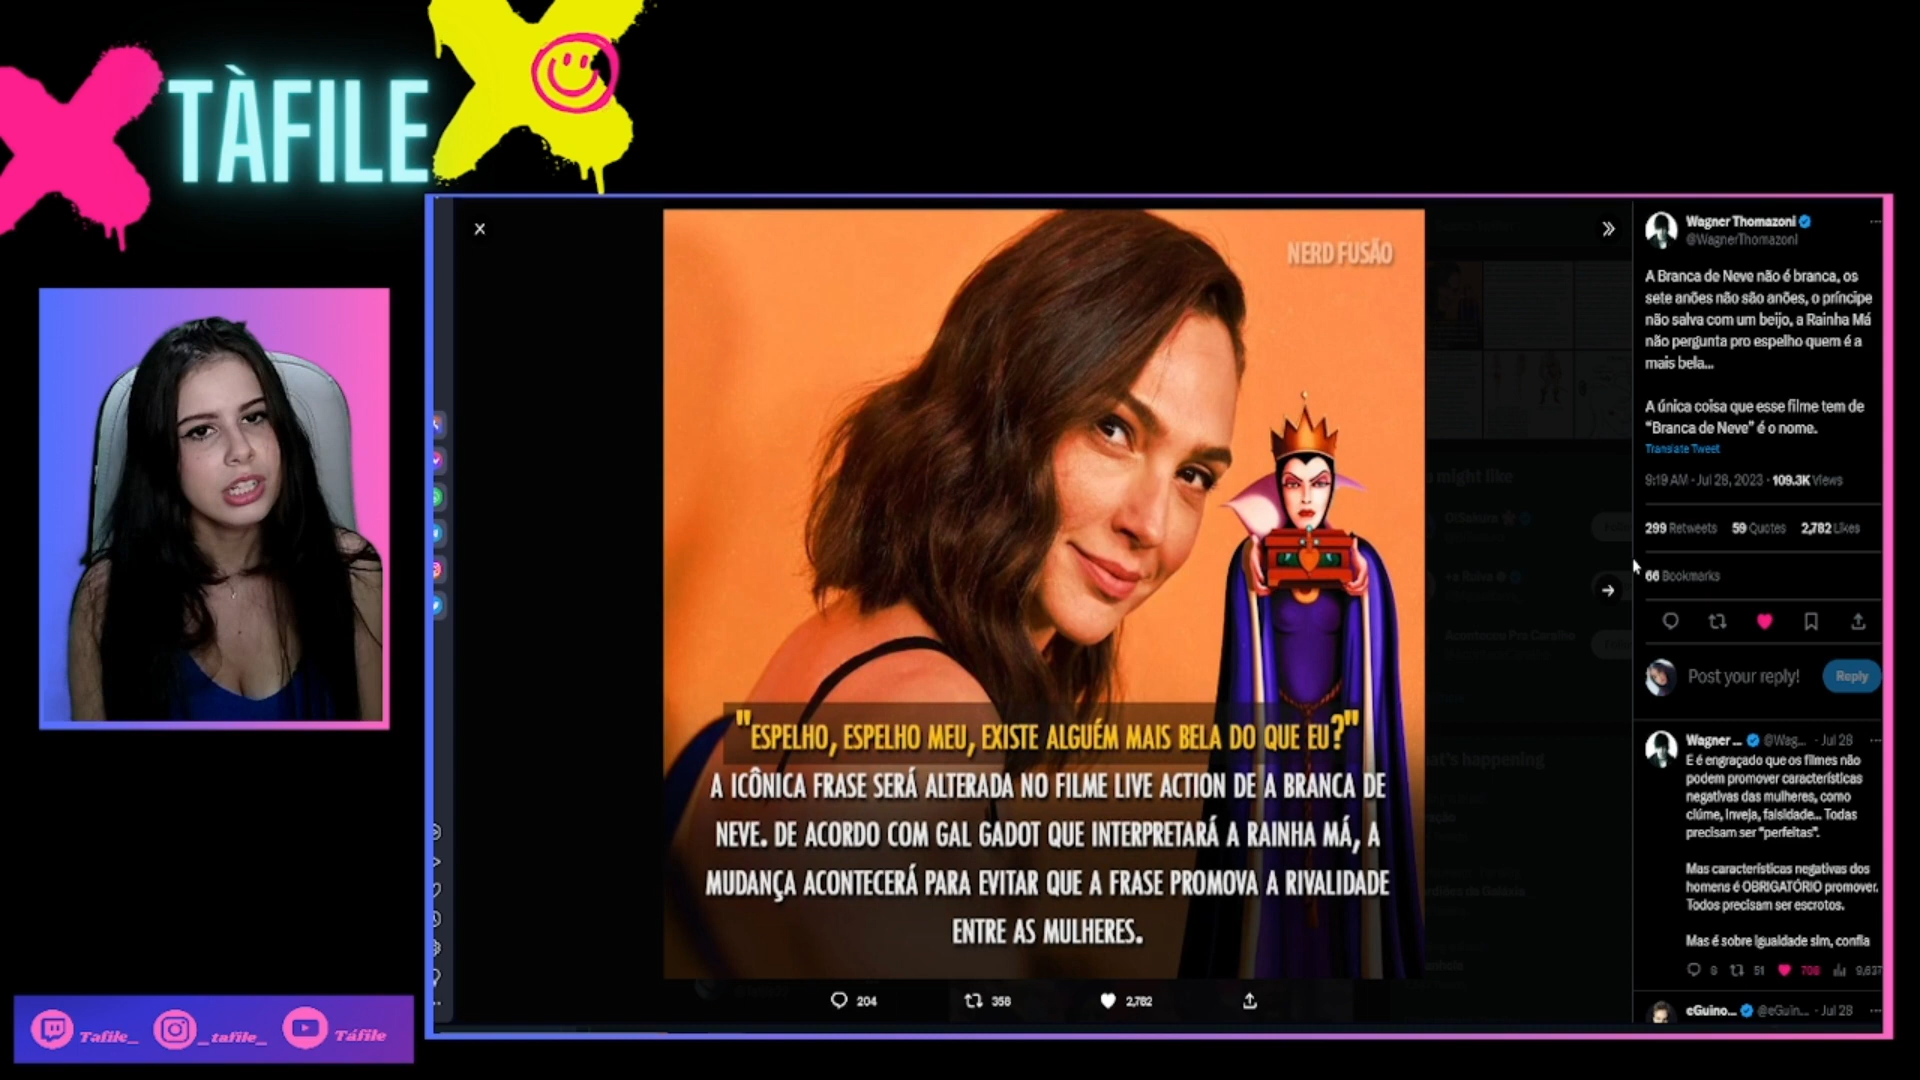 TÀFILE
NERD FUSÃO
"ESPELHO, ESPELHO MEU, EXISTE ALGUÉM MAIS BELA DO QUE EU?"
A ICÔNICA FRASE SERÁ ALTERADA NO FILME LIVE ACTION DE A BRANCA DE
NEVE. DE ACORDO COM GAL GADOT QUE INTERPRETARÁ A RAINHA MÁ, A
MUDANÇA ACONTECERÁ PARA EVITAR QUE A FRASE PROMOVA A RIVALIDADE
ENTRE AS MULHERES.
204
358
2,782
Wagner Thomazoni
@WagnerThomazoni
A Branca de Neve não é branca, os
sete anões não são anões, o príncipe
não salva com um beijo, a Rainha Má
não pergunta pro espelho quem é a
mais bela...
A única coisa que esse filme tem de
"Branca de Neve" é o nome.
Translate Tweet
9:19 AM · Jul 28, 2023 · 109.3K Views
299 Retweets 59 Quotes 2,782 Likes
66 Bookmarks
Post your reply!
Reply
Wagner ... @Wag... · Jul 28
E é engraçado que os filmes não
podem promover características
negativas das mulheres, como
ciúme, inveja, falsidade... Todas
precisam ser "perfeitas".
Mas características negativas dos
homens é OBRIGATÓRIO promover.
Todos precisam ser escrotos.
Mas é sobre igualdade sim, confia
51
eGuino... @eGuin... · Jul 28
might like
at's happening
Tafile_ _tafile_ Táfile